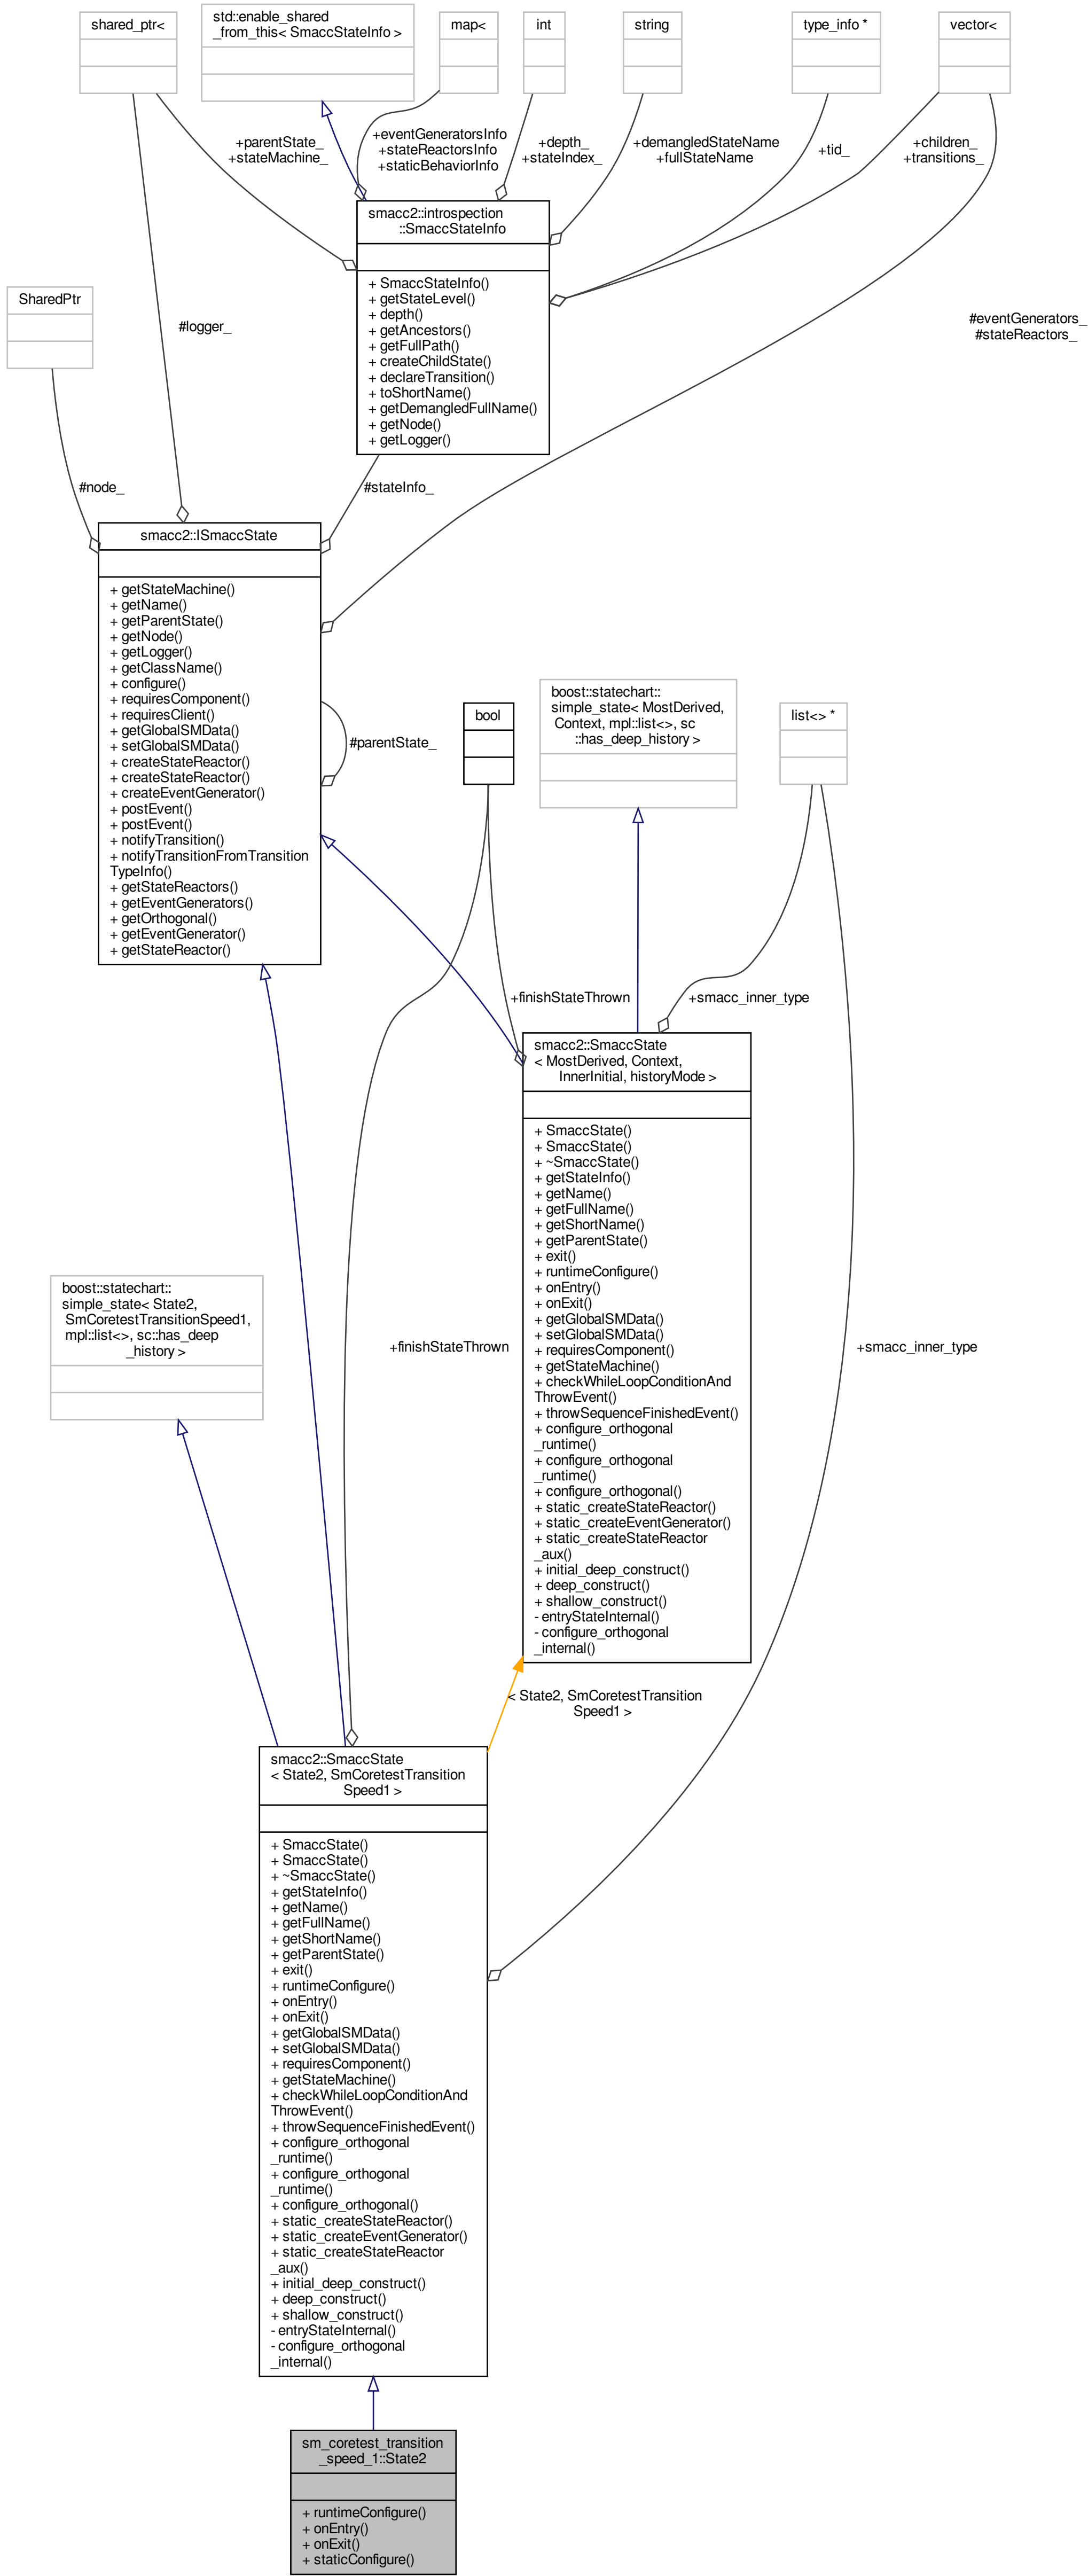 shared_ptr<
std::enable_shared
_from_this< SmaccStateInfo >
map<
int
string
type_info *
vector<
+parentState_
+stateMachine_
+eventGeneratorsInfo
+stateReactorsInfo
+staticBehaviorInfo
+depth_
+stateIndex_
+demangledStateName
+fullStateName
+tid_
+children_
+transitions_
smacc2::introspection
::SmaccStateInfo
+ SmaccStateInfo()
+ getStateLevel()
+ depth()
+ getAncestors()
+ getFullPath()
+ createChildState()
+ declareTransition()
+ toShortName()
+ getDemangledFullName()
+ getNode()
+ getLogger()
SharedPtr
#logger_
#eventGenerators_
#stateReactors_
#node_
#stateInfo_
smacc2::ISmaccState
+ getStateMachine()
+ getName()
+ getParentState()
+ getNode()
+ getLogger()
+ getClassName()
+ configure()
+ requiresComponent()
+ requiresClient()
+ getGlobalSMData()
+ setGlobalSMData()
+ createStateReactor()
+ createStateReactor()
+ createEventGenerator()
+ postEvent()
+ postEvent()
+ notifyTransition()
+ notifyTransitionFromTransition
TypeInfo()
+ getStateReactors()
+ getEventGenerators()
+ getOrthogonal()
+ getEventGenerator()
+ getStateReactor()
#parentState_
bool
boost::statechart::
simple_state< MostDerived,
Context, mpl::list<>, sc
::has_deep_history >
list<> *
+finishStateThrown
+smacc_inner_type
smacc2::SmaccState
< MostDerived, Context,
InnerInitial, historyMode >
+ SmaccState()
+ SmaccState()
+ ~SmaccState()
+ getStateInfo()
+ getName()
+ getFullName()
+ getShortName()
+ getParentState()
+ exit()
+ runtimeConfigure()
+ onEntry()
+ onExit()
+ getGlobalSMData()
+ setGlobalSMData()
+ requiresComponent()
+ getStateMachine()
+ checkWhileLoopConditionAnd
ThrowEvent()
+ throwSequenceFinishedEvent()
+ configure_orthogonal
_runtime()
+ configure_orthogonal
_runtime()
+ configure_orthogonal()
+ static_createStateReactor()
+ static_createEventGenerator()
+ static_createStateReactor
_aux()
+ initial_deep_construct()
+ deep_construct()
+ shallow_construct()
- entryStateInternal()
- configure_orthogonal
_internal()
boost::statechart::
simple_state< State2,
SmCoretestTransitionSpeed1,
mpl::list<>, sc::has_deep
_history >
+finishStateThrown
+smacc_inner_type
< State2, SmCoretestTransition
Speed1 >
smacc2::SmaccState
< State2, SmCoretestTransition
Speed1 >
+ SmaccState()
+ SmaccState()
+ ~SmaccState()
+ getStateInfo()
+ getName()
+ getFullName()
+ getShortName()
+ getParentState()
+ exit()
+ runtimeConfigure()
+ onEntry()
+ onExit()
+ getGlobalSMData()
+ setGlobalSMData()
+ requiresComponent()
+ getStateMachine()
+ checkWhileLoopConditionAnd
ThrowEvent()
+ throwSequenceFinishedEvent()
+ configure_orthogonal
_runtime()
+ configure_orthogonal
_runtime()
+ configure_orthogonal()
+ static_createStateReactor()
+ static_createEventGenerator()
+ static_createStateReactor
_aux()
+ initial_deep_construct()
+ deep_construct()
+ shallow_construct()
- entryStateInternal()
- configure_orthogonal
_internal()
sm_coretest_transition
_speed_1::State2
+ runtimeConfigure()
+ onEntry()
+ onExit()
+ staticConfigure()